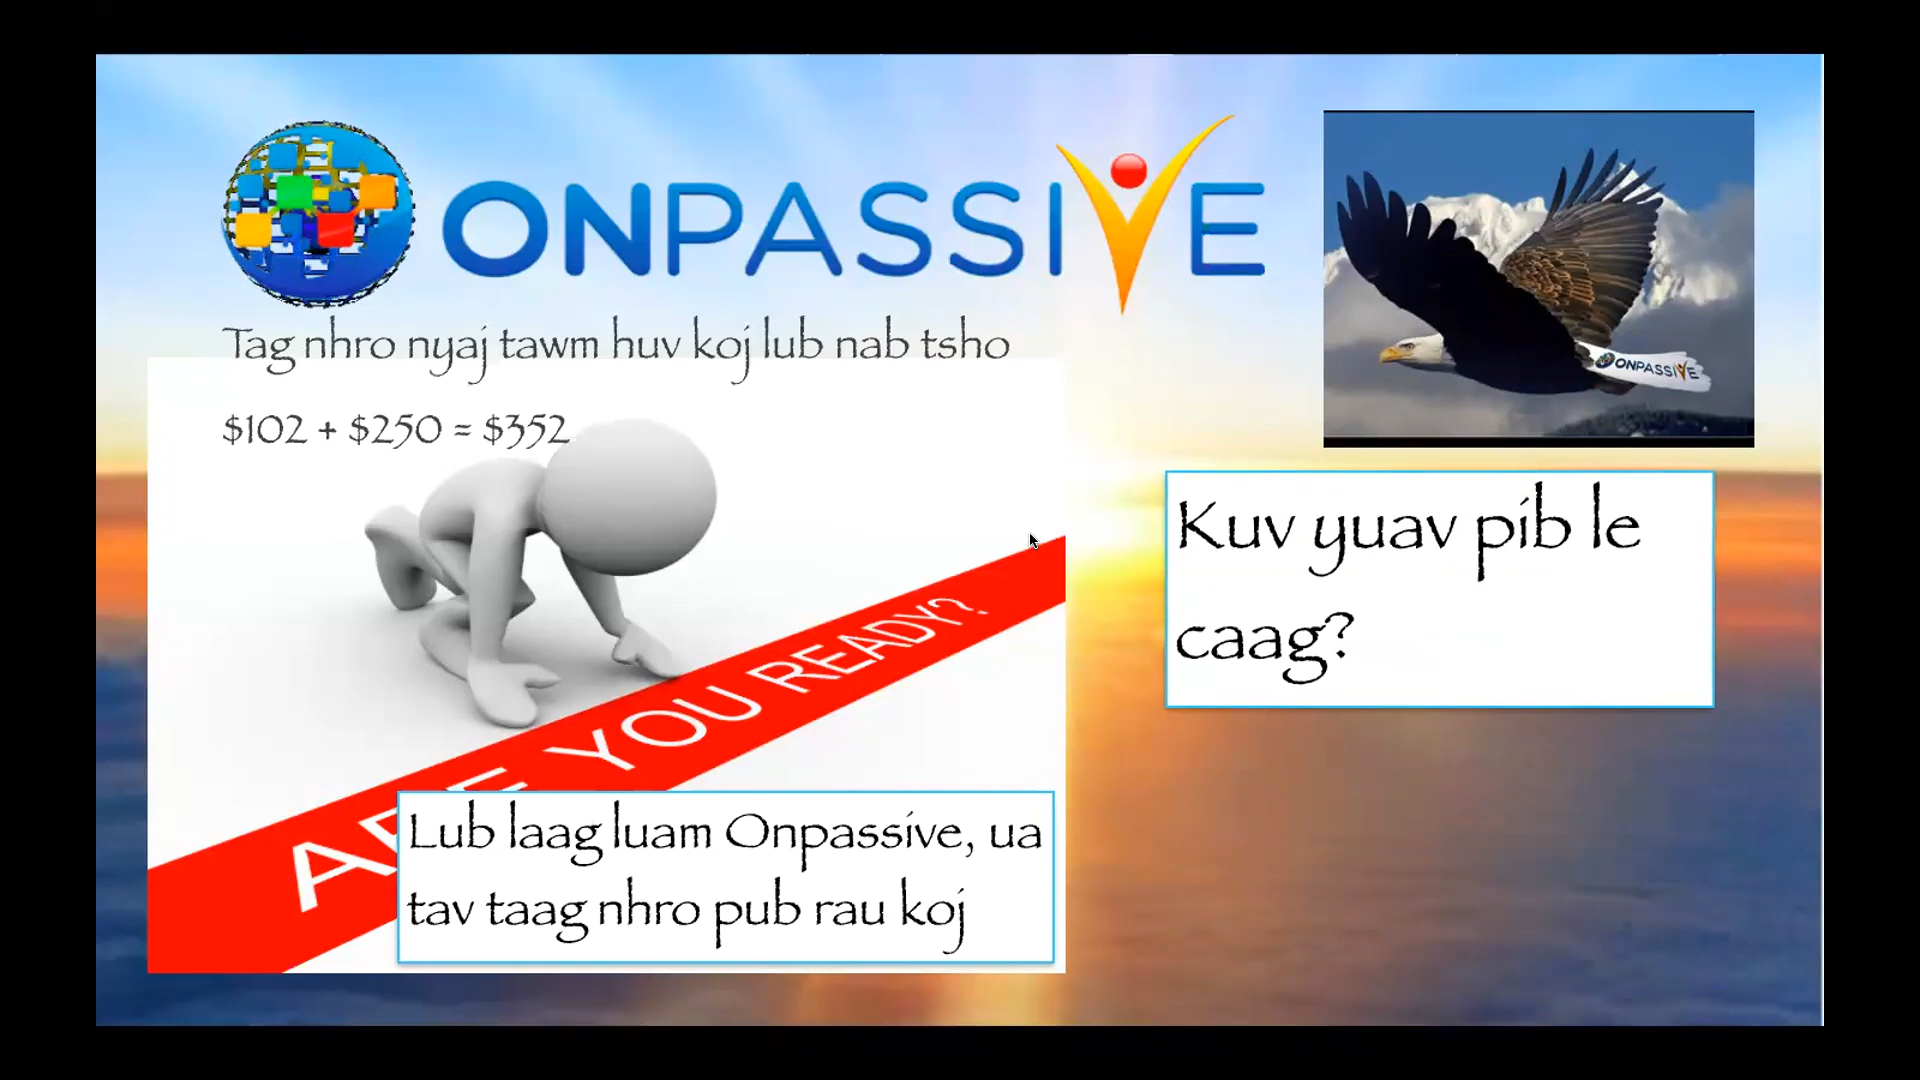 ONPASSIVE
Tag nhro nyaj tawm huv koj lub nab tsho
$102 + $250 = $352
ONPASSIVE
Kuv yuav pib le
caag?
ARE YOU READY?
Lub laag luam Onpassive, ua
tav taag nhro pub rau koj